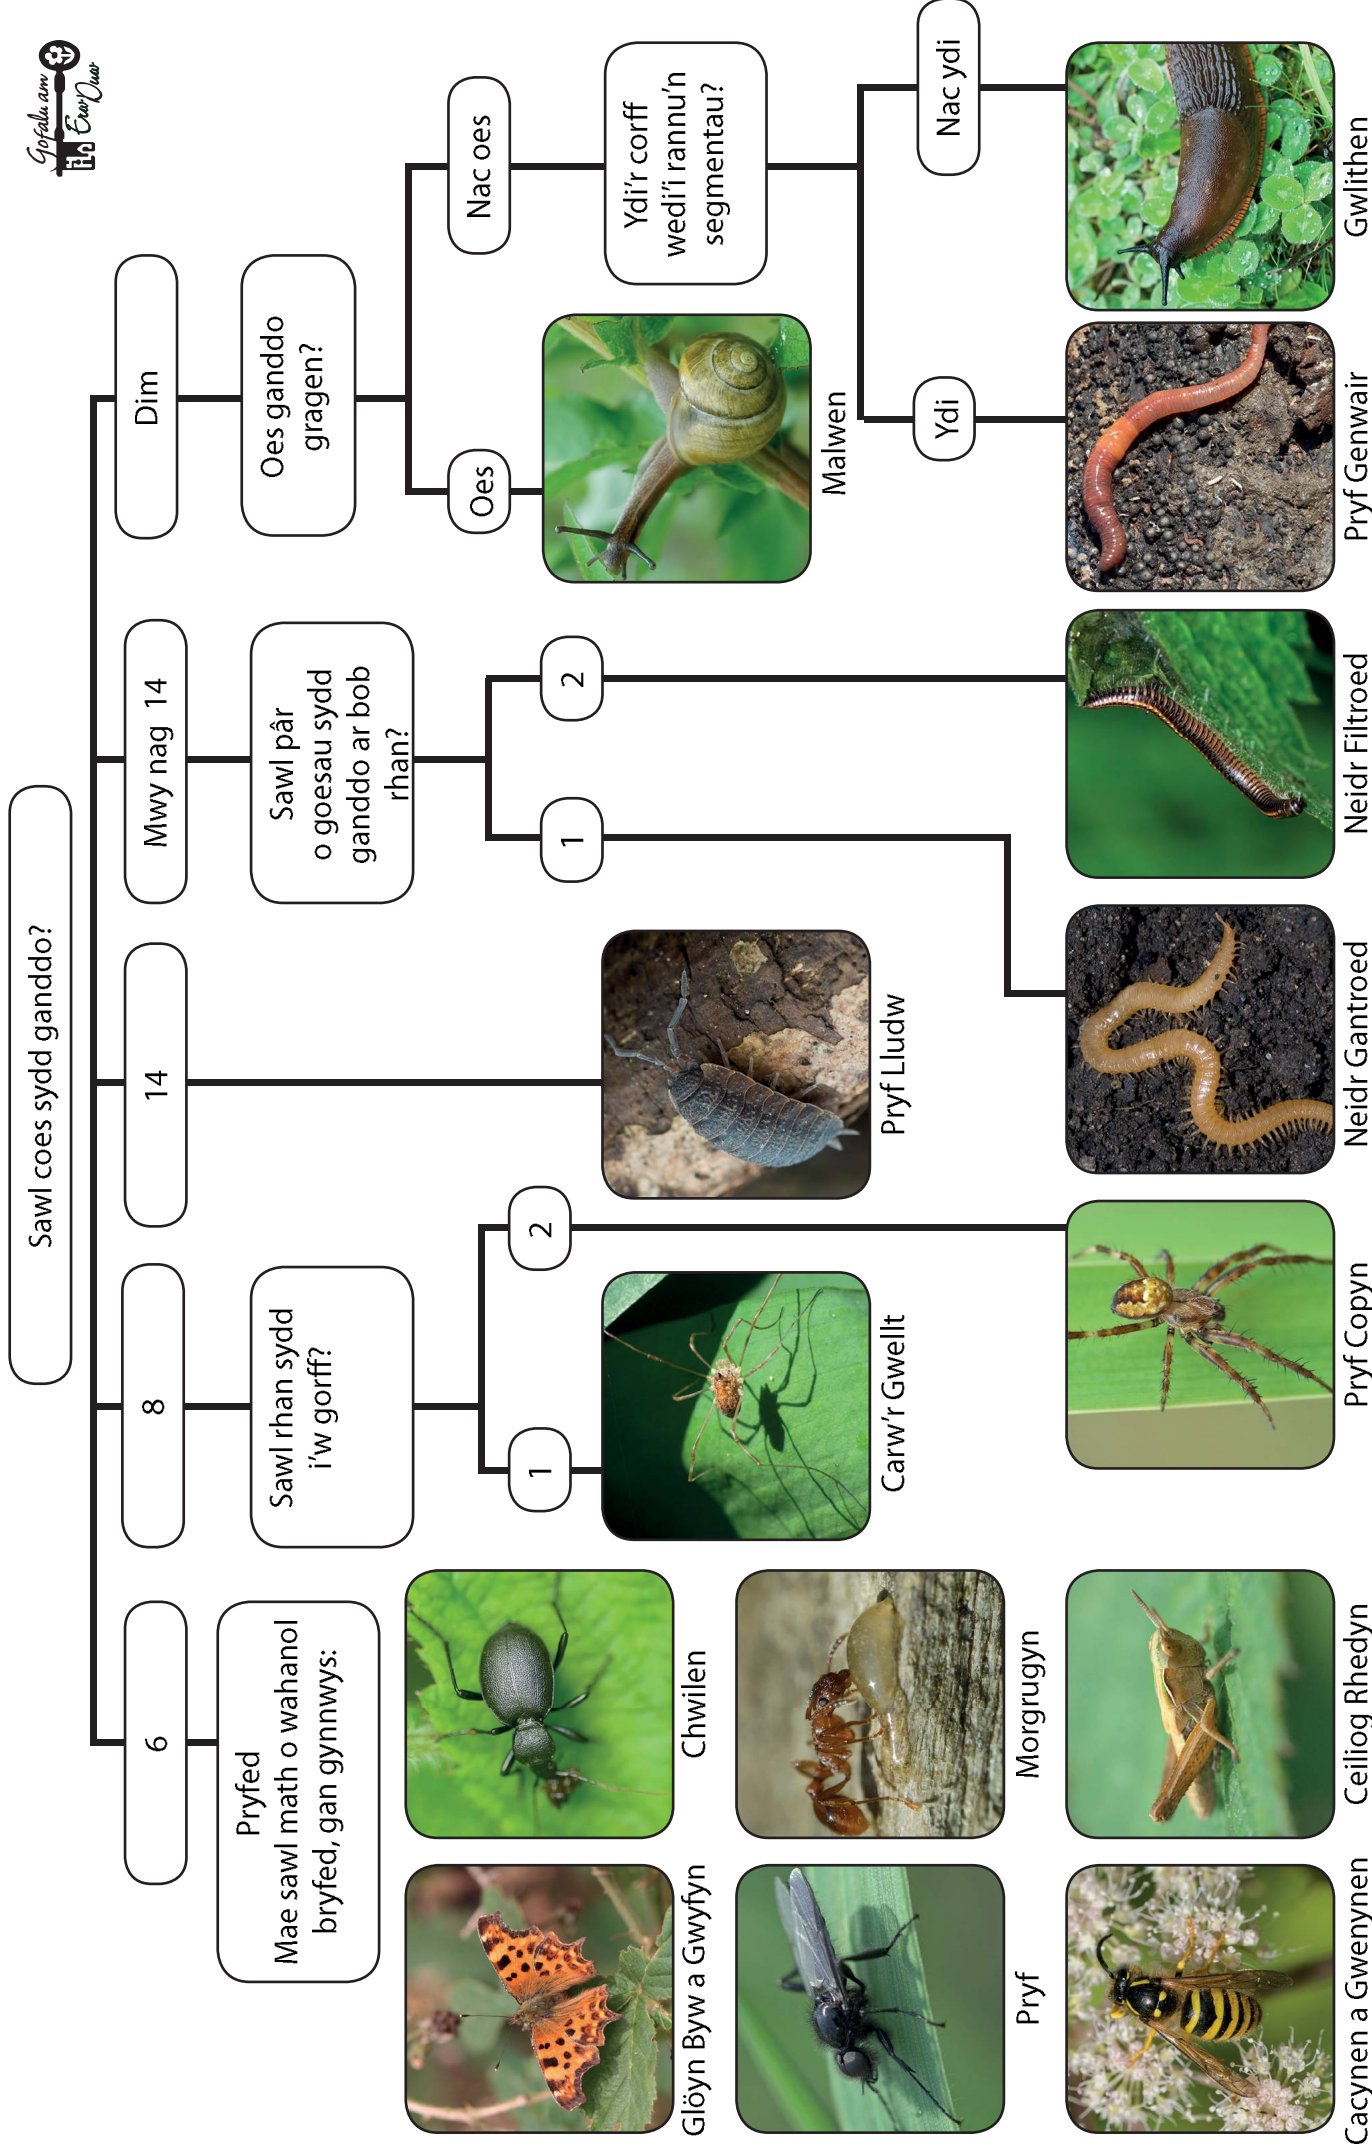 Gofalu am
Erw Duw
Sawl coes sydd ganddo?
6
Pryfed
Mae sawl math o wahanol
bryfed, gan gynnwys:
Glöyn Byw a Gwyfyn
Chwilen
Pryf
Morgrugyn
Cacynen a Gwenynen
Ceiliog Rhedyn
8
Sawl rhan sydd
i'w gorff?
1
Carw'r Gwellt
2
Pryf Copyn
14
Pryf Lludw
Mwy nag 14
Sawl pâr
o goesau sydd
ganddo ar bob
rhan?
1
Neidr Gantroed
2
Neidr Filtroed
Dim
Oes ganddo
gragen?
Oes
Malwen
Nac oes
Ydi'r corff
wedi'i rannu'n
segmentau?
Ydi
Pryf Genwair
Nac ydi
Gwlithen